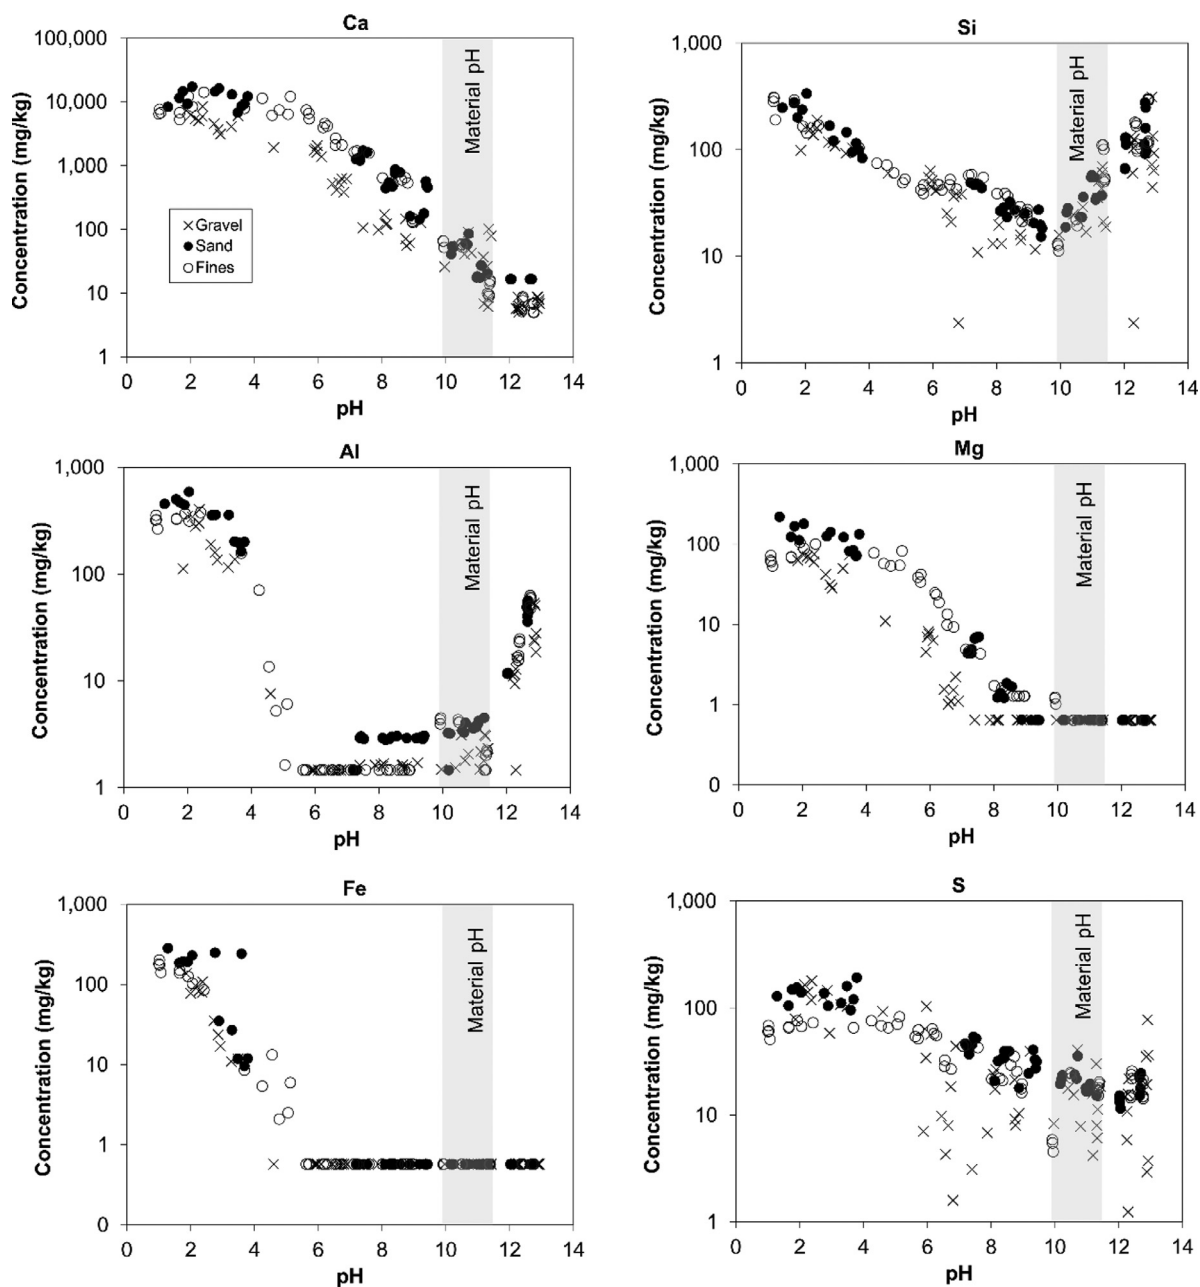 Ca
Concentration (mg/kg)
100,000
10,000
1,000
100
10
1
Gravel
Sand
Fines
Material pH
0 2 4 6 8 10 12 14
pH
Si
Concentration (mg/kg)
1,000
100
10
1
Material pH
0 2 4 6 8 10 12 14
pH
Al
Concentration (mg/kg)
1,000
100
10
1
Material pH
0 2 4 6 8 10 12 14
pH
Mg
Concentration (mg/kg)
1,000
100
10
1
0
Material pH
0 2 4 6 8 10 12 14
pH
Fe
Concentration (mg/kg)
1,000
100
10
1
0
Material pH
0 2 4 6 8 10 12 14
pH
S
Concentration (mg/kg)
1,000
100
10
1
Material pH
0 2 4 6 8 10 12 14
pH